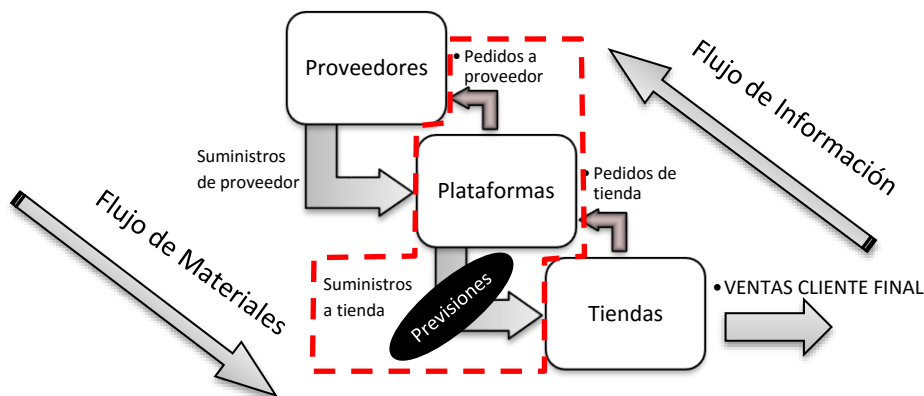 Proveedores
• Pedidos a
proveedor
Flujo de Información
Suministros
de proveedor
Plataformas
• Pedidos de
tienda
Flujo de Materiales
Suministros
a tienda
Previsiones
Tiendas
• VENTAS CLIENTE FINAL